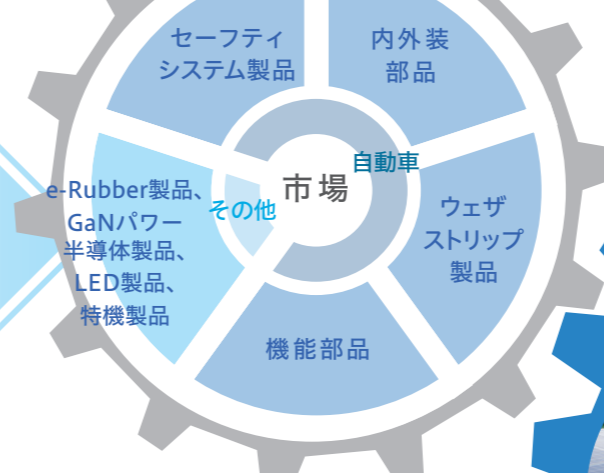 セーフティ
システム製品
内外装
部品
自動車
市場
その他
e-Rubber製品、
GaNパワー
半導体製品、
LED製品、
特機製品
ウェザ
ストリップ
製品
機能部品